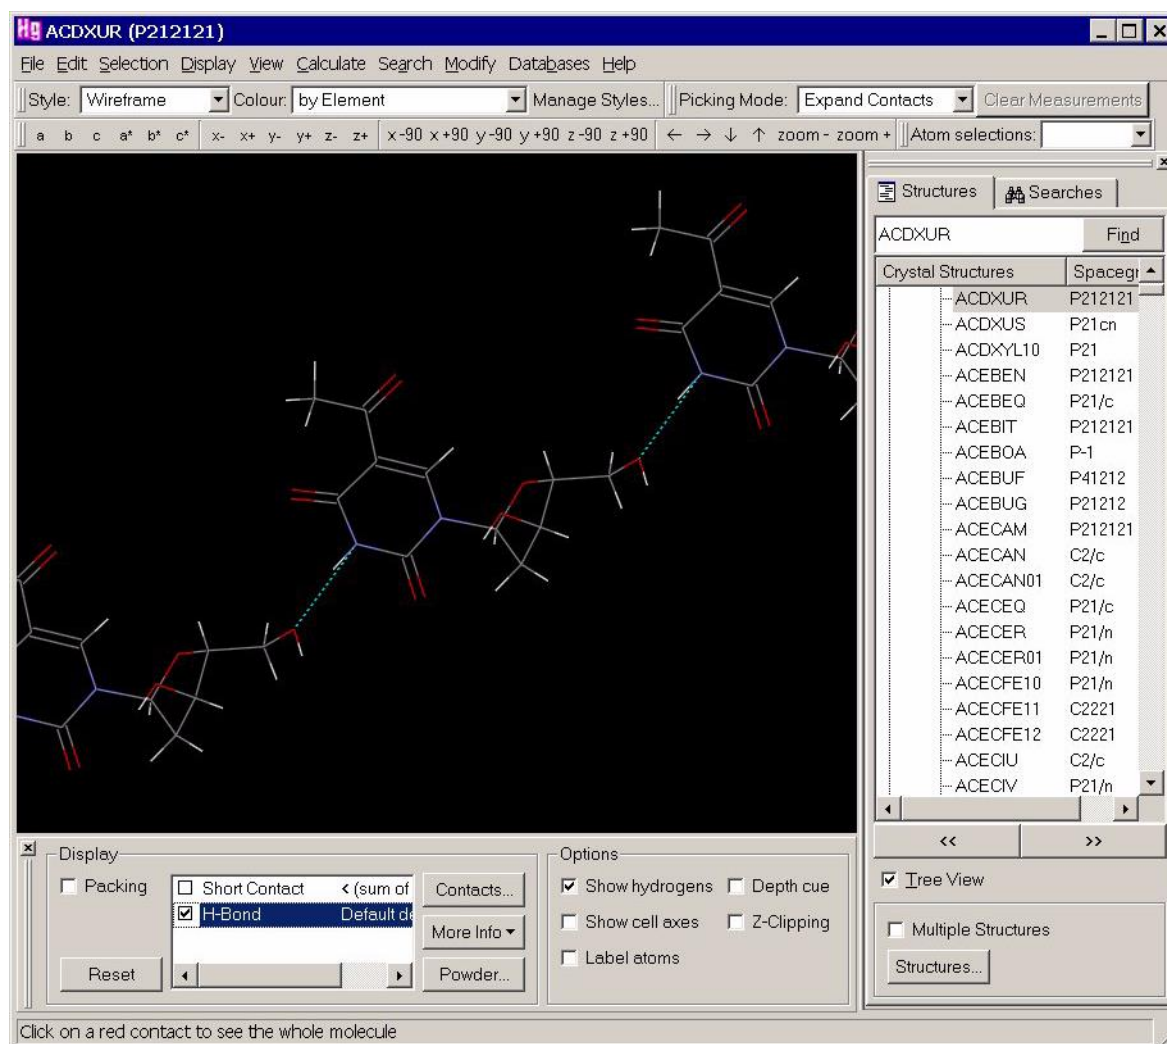 Hg ACDXUR (P212121)
File Edit Selection Display View Calculate Search Modify Databases Help
Style: Wireframe Colour: by Element Manage Styles... Picking Mode: Expand Contacts Clear Measurements
a b c a* b* c* x- x+ y- y+ z- z+ x-90 x+90 y-90 y+90 z-90 z+90 ← → ↓ ↑ zoom- zoom+ Atom selections:
Structures Searches
ACDXUR Find
Crystal Structures Spacegr
ACDXUR P212121
ACDXUS P21cn
ACDXYL10 P21
ACEBEN P212121
ACEBEQ P21/c
ACEBIT P212121
ACEBOA P-1
ACEBUF P41212
ACEBUG P21212
ACECAM P212121
ACECAN C2/c
ACECAN01 C2/c
ACECEQ P21/c
ACECER P21/n
ACECER01 P21/n
ACECFE10 P21/n
ACECFE11 C2221
ACECFE12 C2221
ACECIU C2/c
ACECIV P21/n
<< >>
Tree View
Multiple Structures
Structures...
Display
Packing
Short Contact < (sum of
H-Bond Default de
Contacts...
More Info
Reset
Powder...
Options
Show hydrogens Depth cue
Show cell axes Z-Clipping
Label atoms
Click on a red contact to see the whole molecule